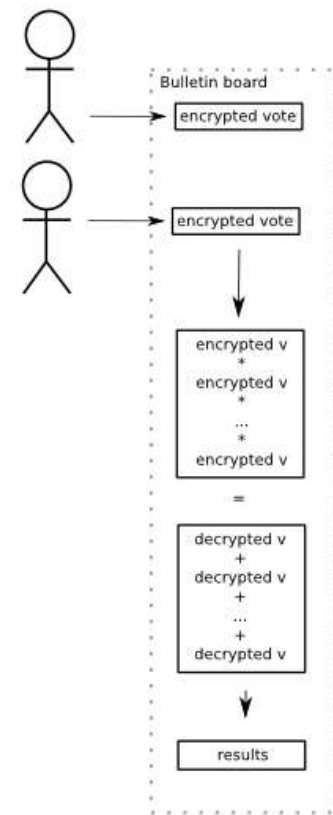 Bulletin board
encrypted vote
encrypted vote
encrypted v
*
encrypted v
*
...
*
encrypted v
=
decrypted v
+
decrypted v
+
...
+
decrypted v
results